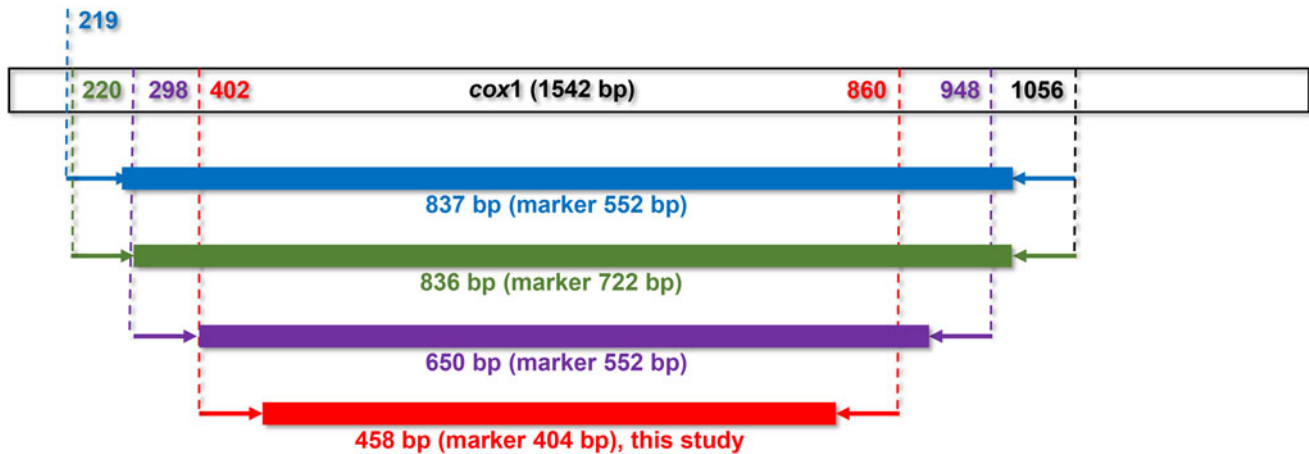 219
220 298 402 cox1 (1542 bp) 860 948 1056
837 bp (marker 552 bp)
836 bp (marker 722 bp)
650 bp (marker 552 bp)
458 bp (marker 404 bp), this study